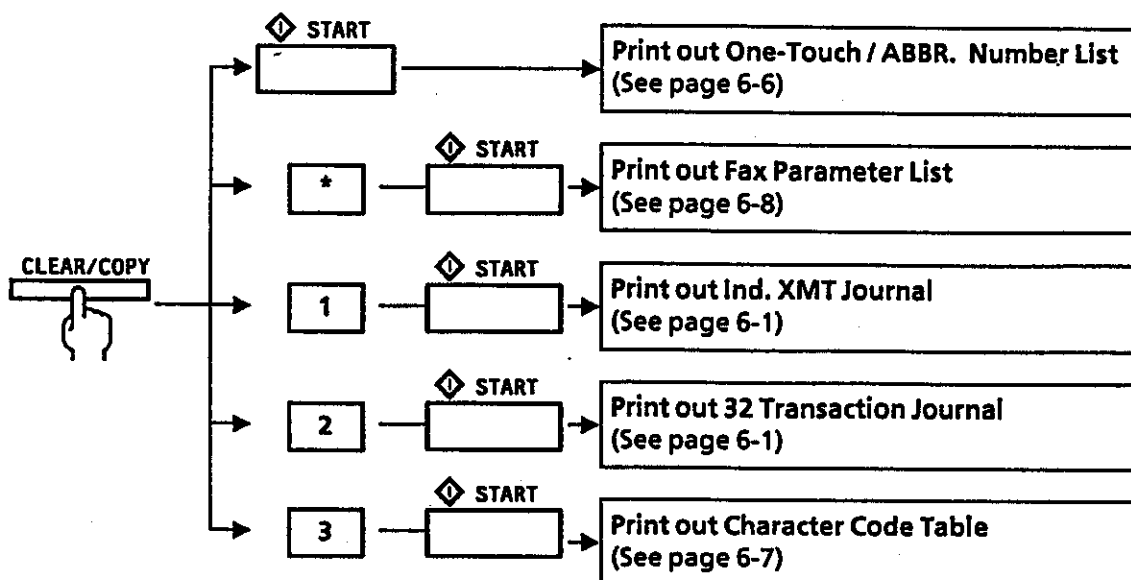 START
Print out One-Touch / ABBR. Number List
(See page 6-6)
START
*
Print out Fax Parameter List
(See page 6-8)
CLEAR/COPY
START
1
Print out Ind. XMT Journal
(See page 6-1)
START
2
Print out 32 Transaction Journal
(See page 6-1)
START
3
Print out Character Code Table
(See page 6-7)